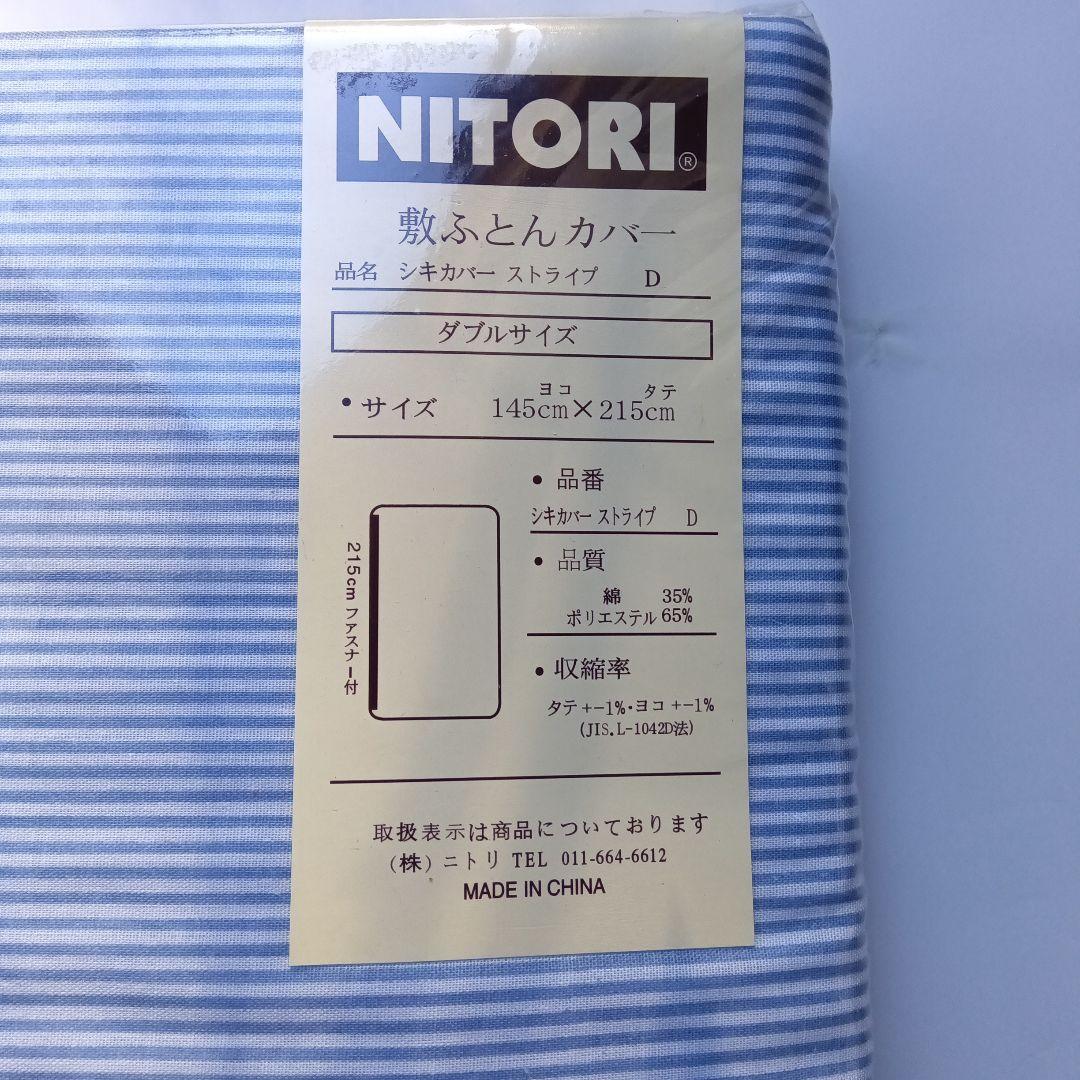 NITORI®
敷ふとんカバー
品名 シキカバー ストライプ D
ダブルサイズ
ヨコ タテ
• サイズ 145cm×215cm
• 品番
シキカバー ストライプ D
• 品質
綿 35%
ポリエステル 65%
• 収縮率
タテ +-1%・ヨコ +-1%
(JIS.L-1042D法)
215cm ファスナー付
取扱表示は商品についております
(株)ニトリ TEL 011-664-6612
MADE IN CHINA